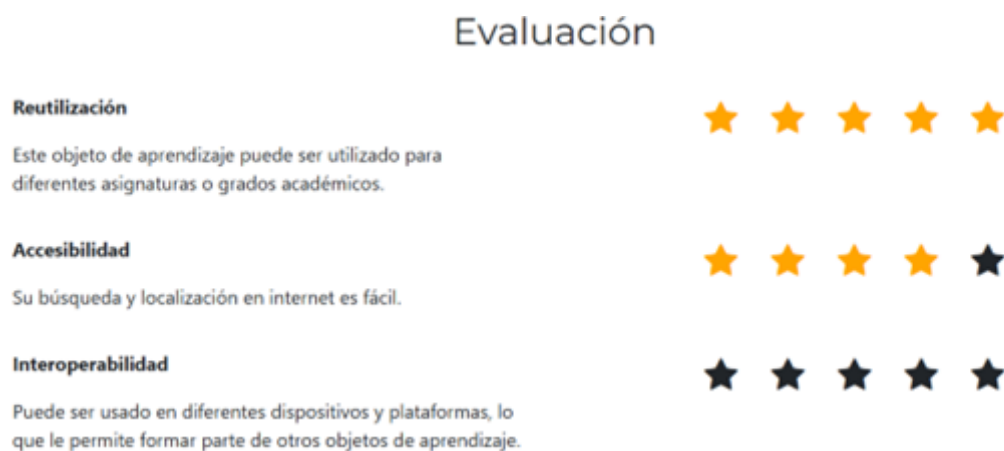 Evaluación
Reutilización
Este objeto de aprendizaje puede ser utilizado para
diferentes asignaturas o grados académicos.
Accesibilidad
Su búsqueda y localización en internet es fácil.
Interoperabilidad
Puede ser usado en diferentes dispositivos y plataformas, lo
que le permite formar parte de otros objetos de aprendizaje.